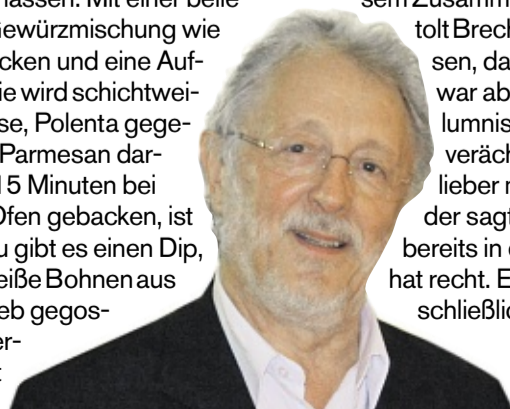 lassen. Mit einer
Gewürzmischung wie
cken und eine Auf-
ie wird schichtwei-
se, Polenta gege-
Parmesan dar-
15 Minuten bei
Ofen gebacken, ist
u gibt es einen Dip,
eiße Bohnen aus
eb gegos-
er-
sem Zusamm
tolt Brech
sen, da
war ab
lumnis
veräch
lieber
der sagt
bereits in
hat recht. E
schließlic